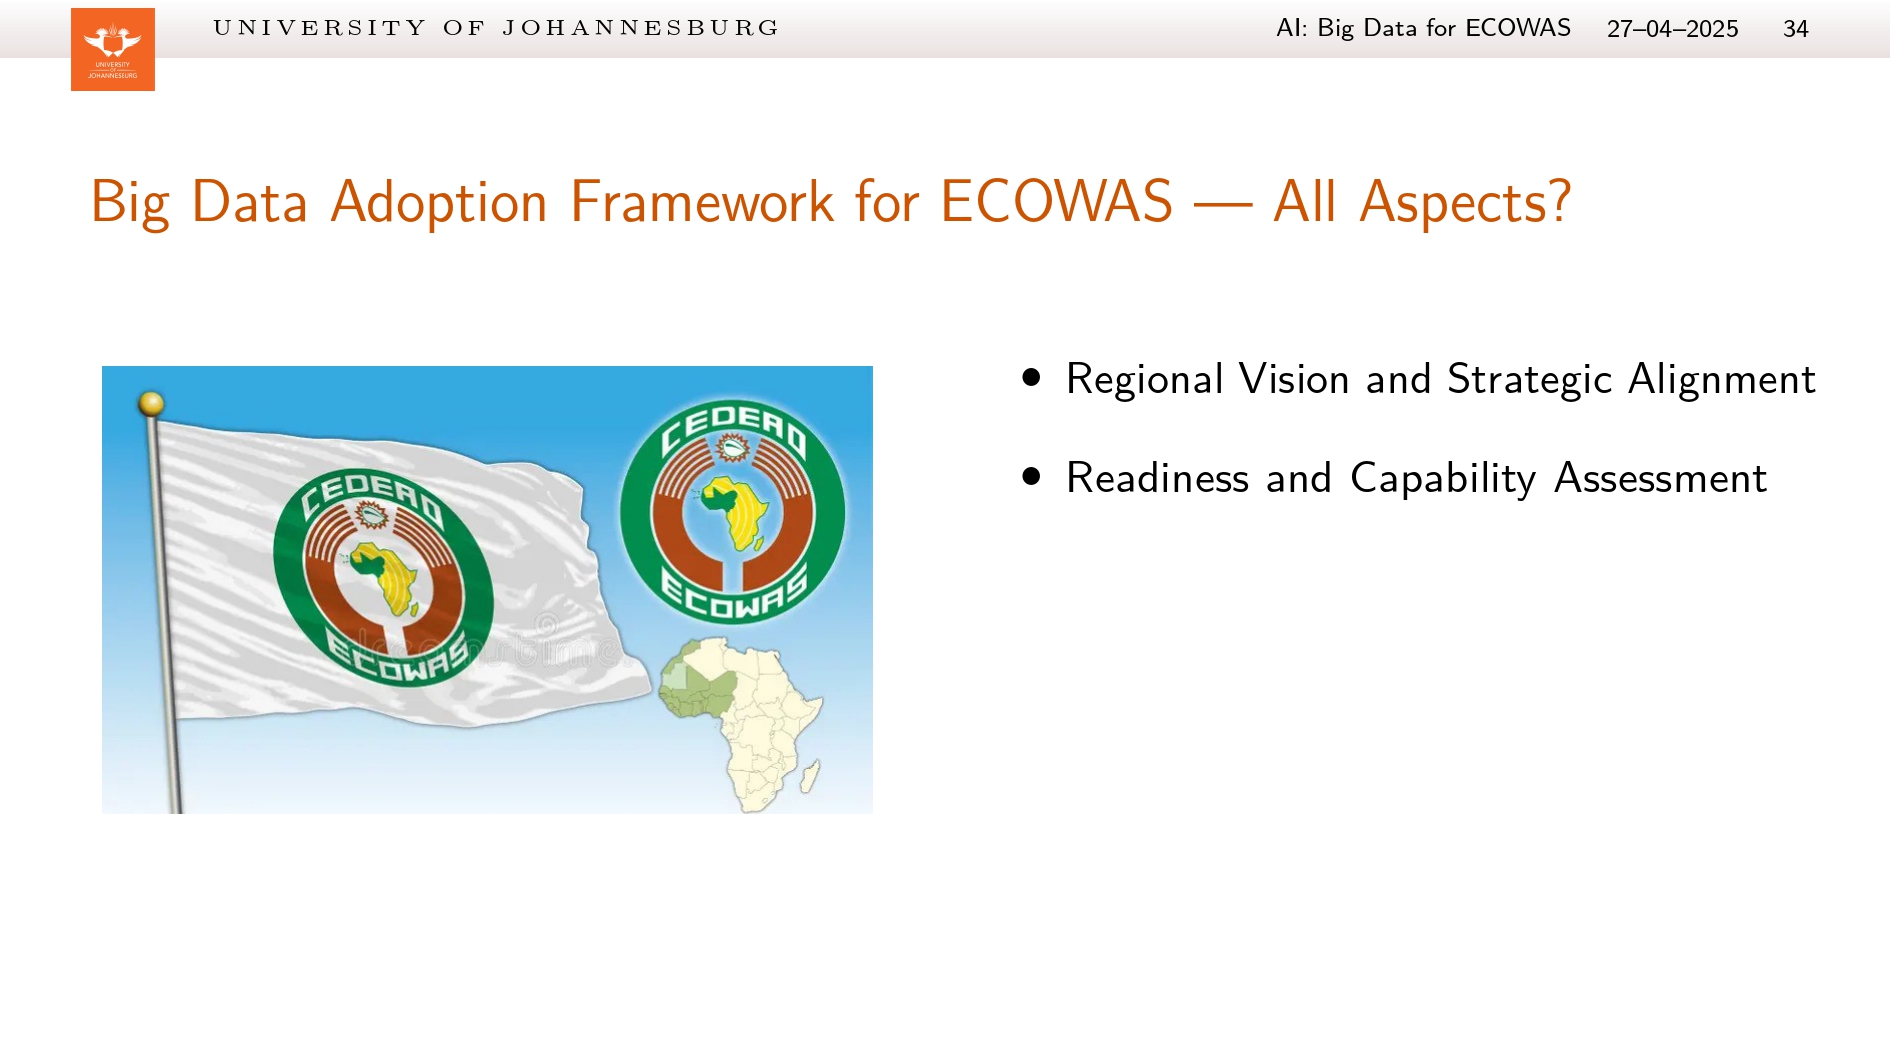 UNIVERSITY OF JOHANNESBURG
AI: Big Data for ECOWAS 27–04–2025 34
UNIVERSITY
OF
JOHANNESBURG
Big Data Adoption Framework for ECOWAS — All Aspects?
• Regional Vision and Strategic Alignment
• Readiness and Capability Assessment
CEDEAO
ECOWAS
CEDEAO
ECOWAS
dreamstime